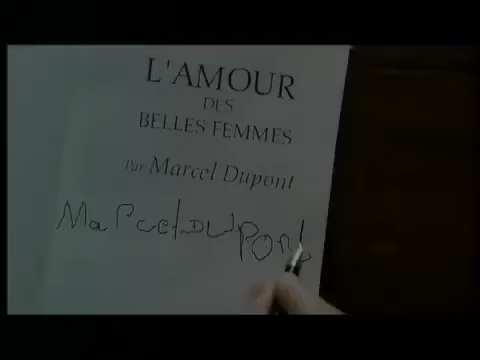 L'AMOUR
DES
BELLES FEMMES
Par Marcel Dupont
Marcel Dupont